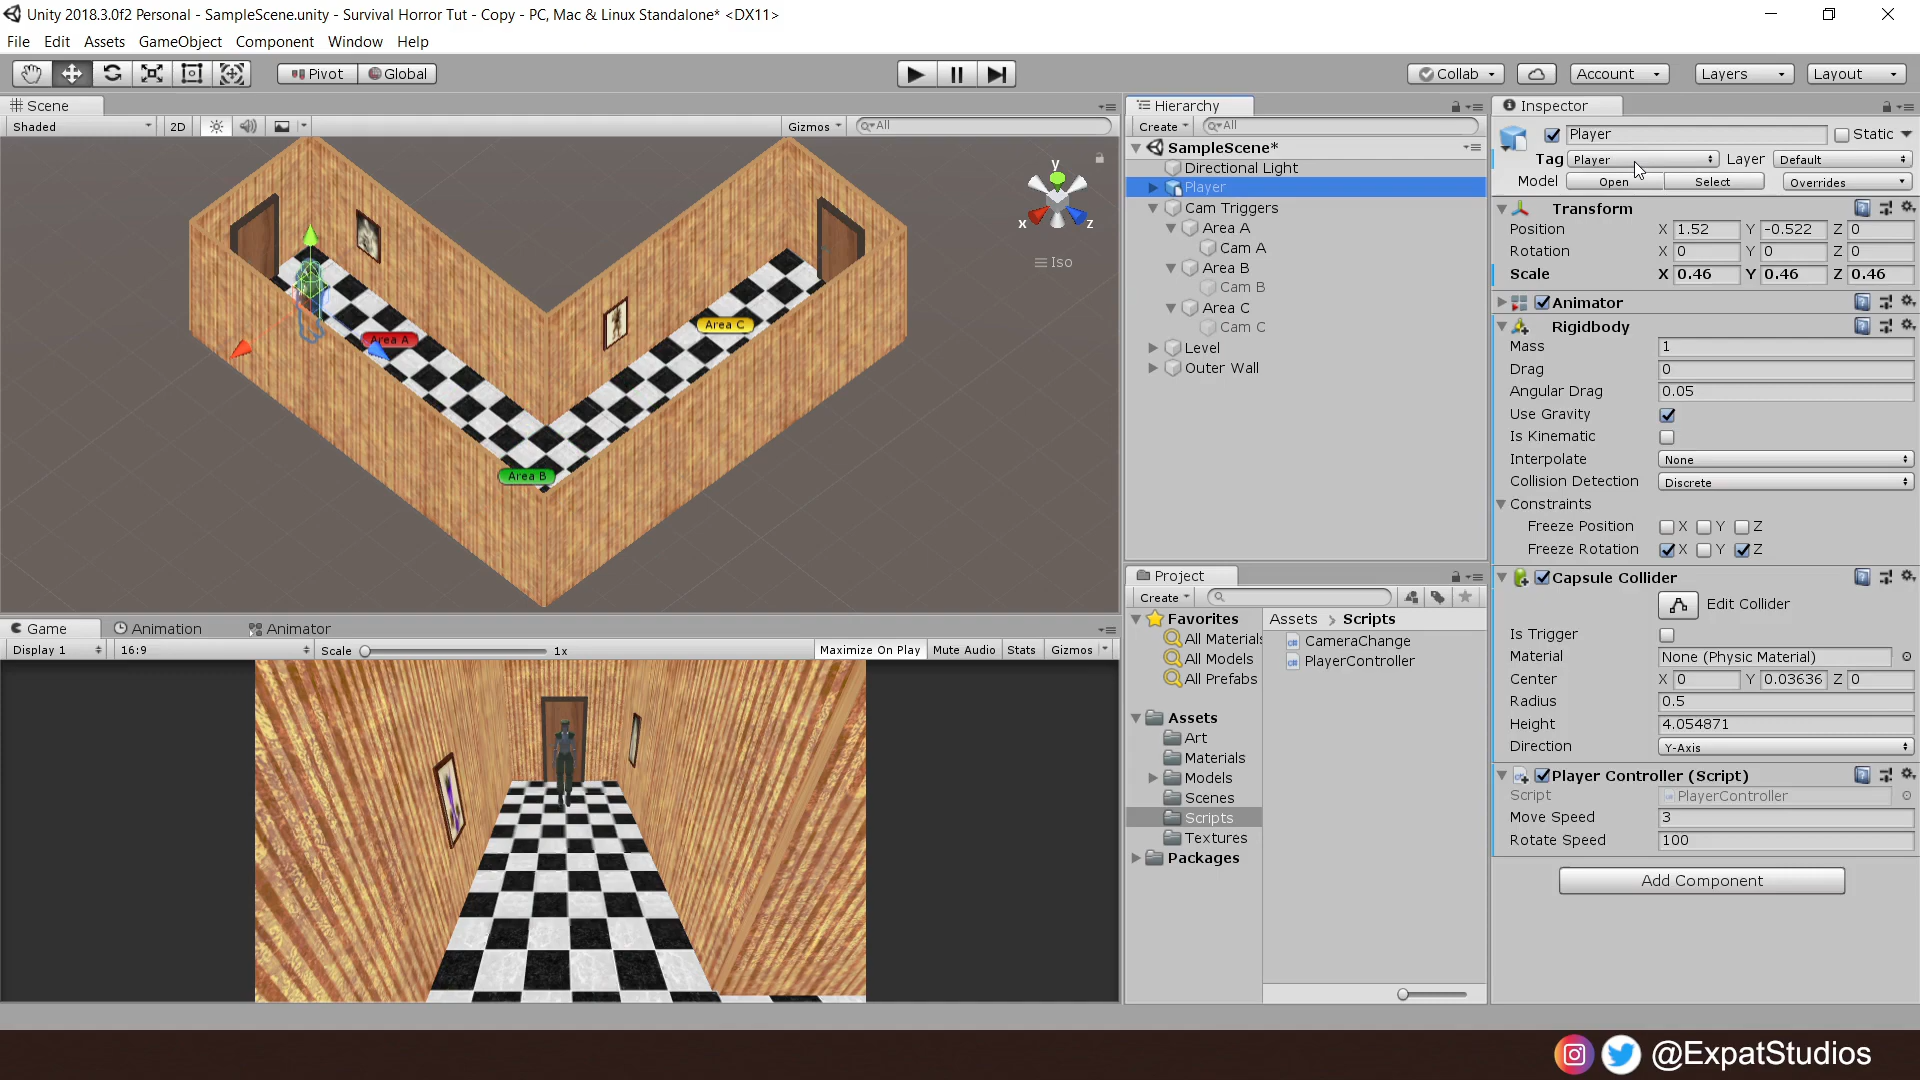 Unity 2018.3.0f2 Personal - SampleScene.unity - Survival Horror Tut - Copy - PC, Mac & Linux Standalone* <DX11>
File Edit Assets GameObject Component Window Help
Pivot Global Collab Account Layers Layout
Scene
Shaded 2D Gizmos All
y
x z
Iso
Area A
Area C
Area B
Game Animation Animator
Display 1 16:9 Scale 1x Maximize On Play Mute Audio Stats Gizmos
Hierarchy
Create All
SampleScene*
Directional Light
Player
Cam Triggers
Area A
Cam A
Area B
Cam B
Area C
Cam C
Level
Outer Wall
Project
Create
Favorites
All Materials
All Models
All Prefabs
Assets
Art
Materials
Models
Scenes
Scripts
Textures
Packages
Assets Scripts
CameraChange
PlayerController
Inspector
Player Static
Tag Player Layer Default
Model Open Select Overrides
Transform
Position X 1.52 Y -0.522 Z 0
Rotation X 0 Y 0 Z 0
Scale X 0.46 Y 0.46 Z 0.46
Animator
Rigidbody
Mass 1
Drag 0
Angular Drag 0.05
Use Gravity
Is Kinematic
Interpolate None
Collision Detection Discrete
Constraints
Freeze Position X Y Z
Freeze Rotation X Y Z
Capsule Collider
Edit Collider
Is Trigger
Material None (Physic Material)
Center X 0 Y 0.03636 Z 0
Radius 0.5
Height 4.054871
Direction Y-Axis
Player Controller (Script)
Script PlayerController
Move Speed 3
Rotate Speed 100
Add Component
@ExpatStudios